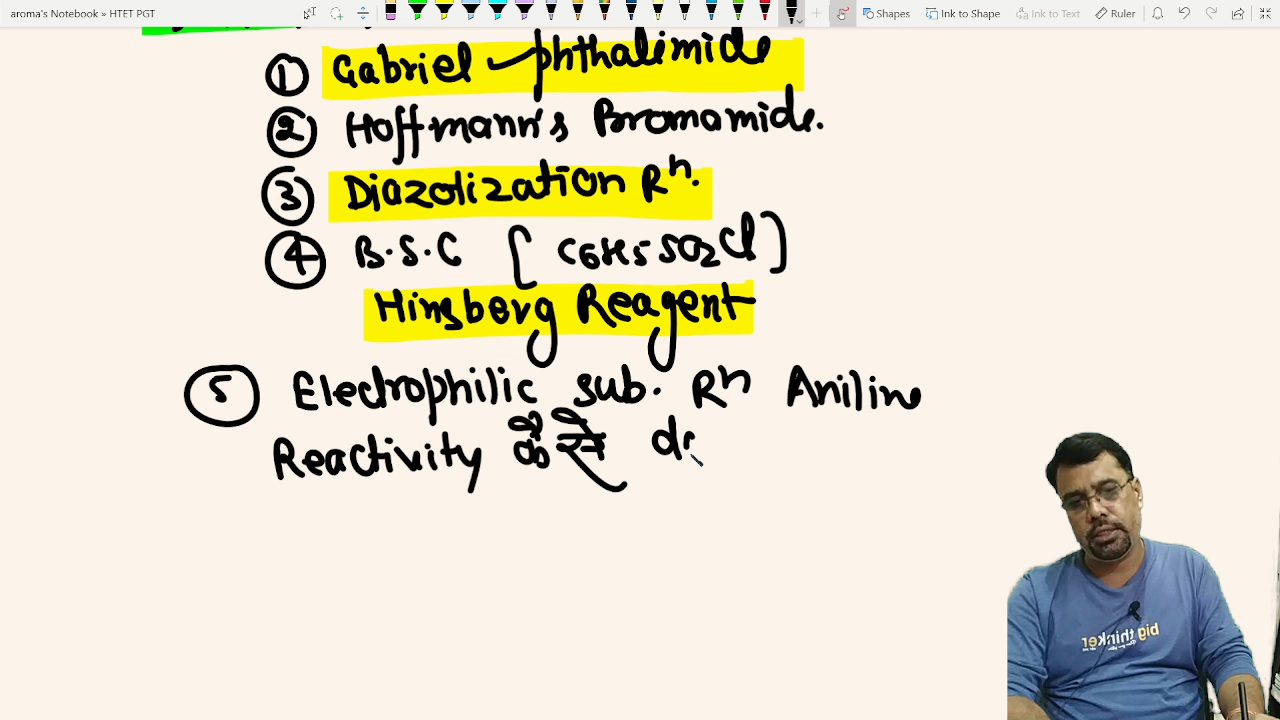 aroma's Notebook » HTET PGT
Shapes
Ink to Shape
Ink to Text
Ruler
① Gabriel phthalimide
② Hoffmann's Bromamide.
③ Diazolization Rⁿ.
④ B.S.C [C6H5SO2Cl]
Hinsberg Reagent
⑤ Electrophilic sub. Rⁿ Aniline
Reactivity कैसे
big thinker